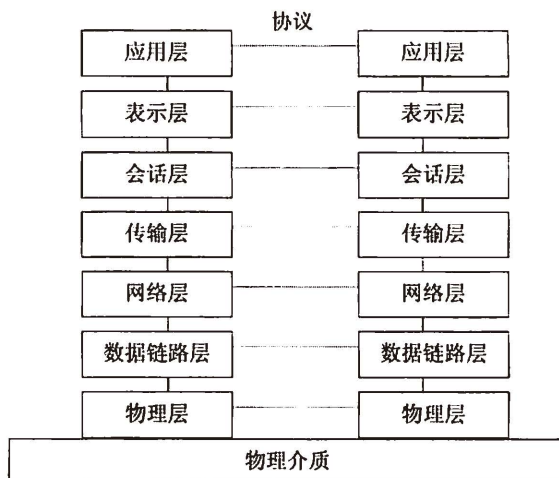 协议
应用层 应用层
表示层 表示层
会话层 会话层
传输层 传输层
网络层 网络层
数据链路层 数据链路层
物理层 物理层
物理介质